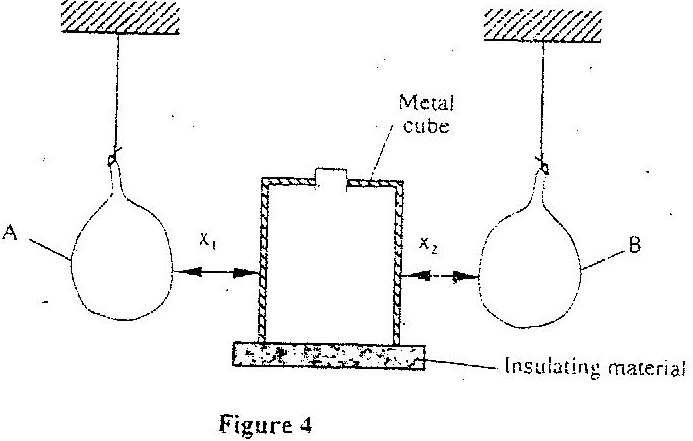 Metal
cube
A
X₁
X₂
B
Insulating material
Figure 4